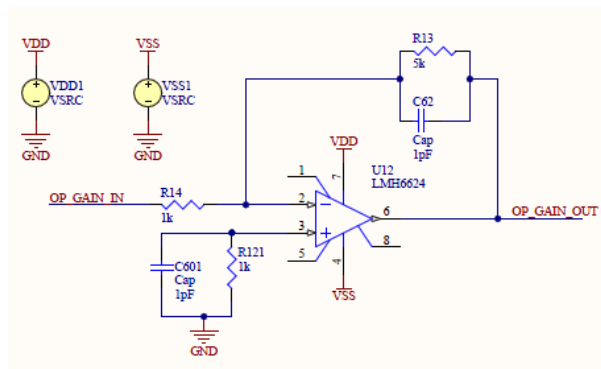 VDD
VSS
VDD1
VSRC
VSS1
VSRC
GND
GND
R13
5k
C62
Cap
1pF
VDD
U12
LMH6624
1
7
OP_GAIN_IN
R14
1k
2
6
OP_GAIN_OUT
3
8
5
4
R121
1k
C601
Cap
1pF
VSS
GND